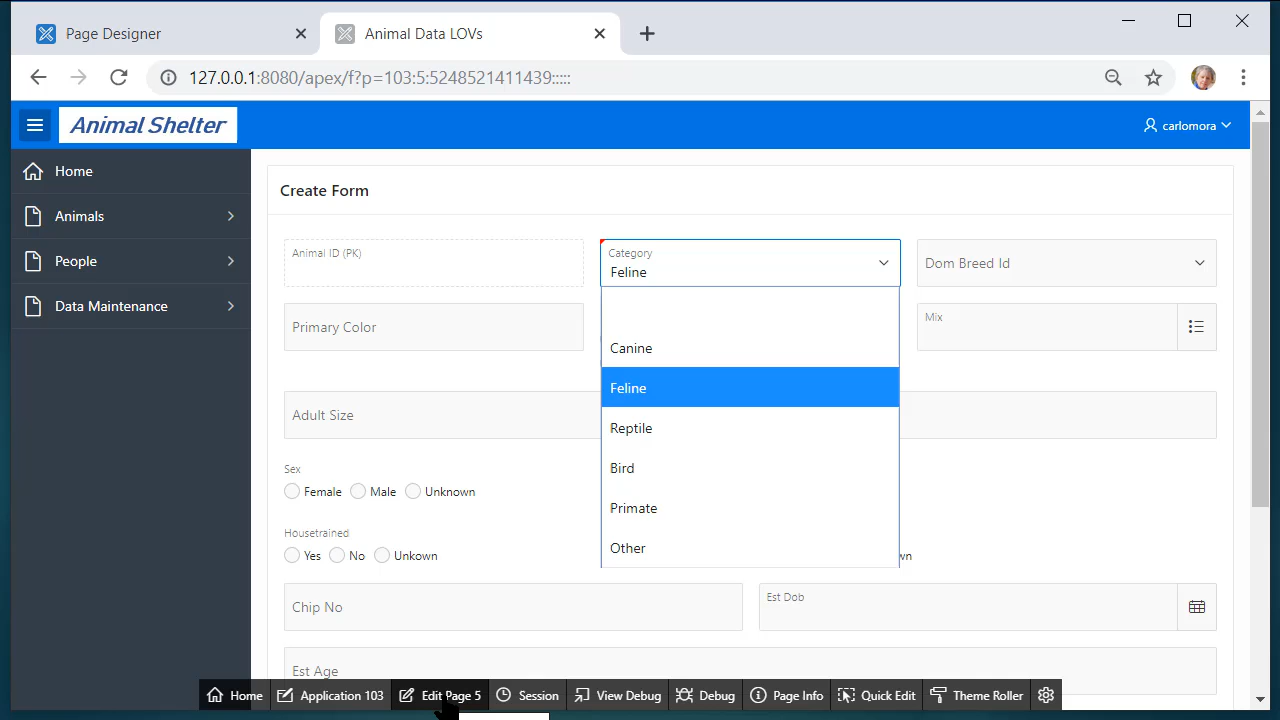 Page Designer
Animal Data LOVs
127.0.0.1:8080/apex/f?p=103:5:5248521411439:::::
Animal Shelter
carlomora
Home
Animals
People
Data Maintenance
Create Form
Animal ID (PK)
Category
Feline
Dom Breed Id
Primary Color
Mix
Canine
Feline
Reptile
Bird
Primate
Other
Adult Size
Sex
Female Male Unknown
Housetrained
Yes No Unkown
wn
Chip No
Est Dob
Est Age
Home Application 103 Edit Page 5 Session View Debug Debug Page Info Quick Edit Theme Roller